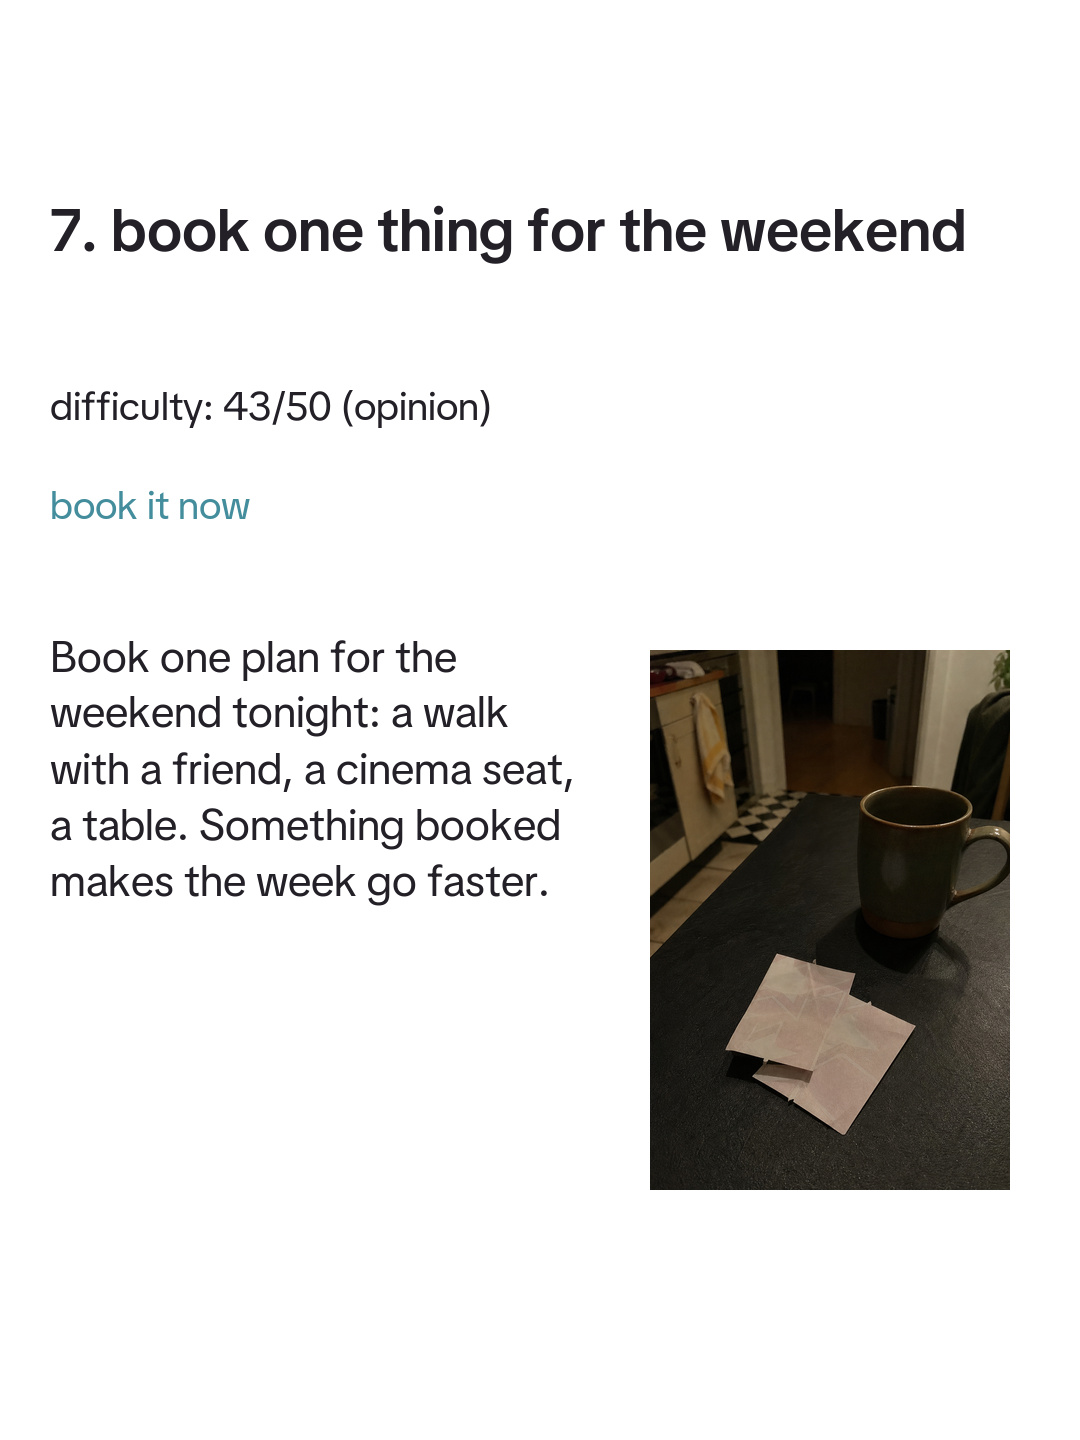 7. book one thing for the weekend
difficulty: 43/50 (opinion)
book it now
Book one plan for the
weekend tonight: a walk
with a friend, a cinema seat,
a table. Something booked
makes the week go faster.